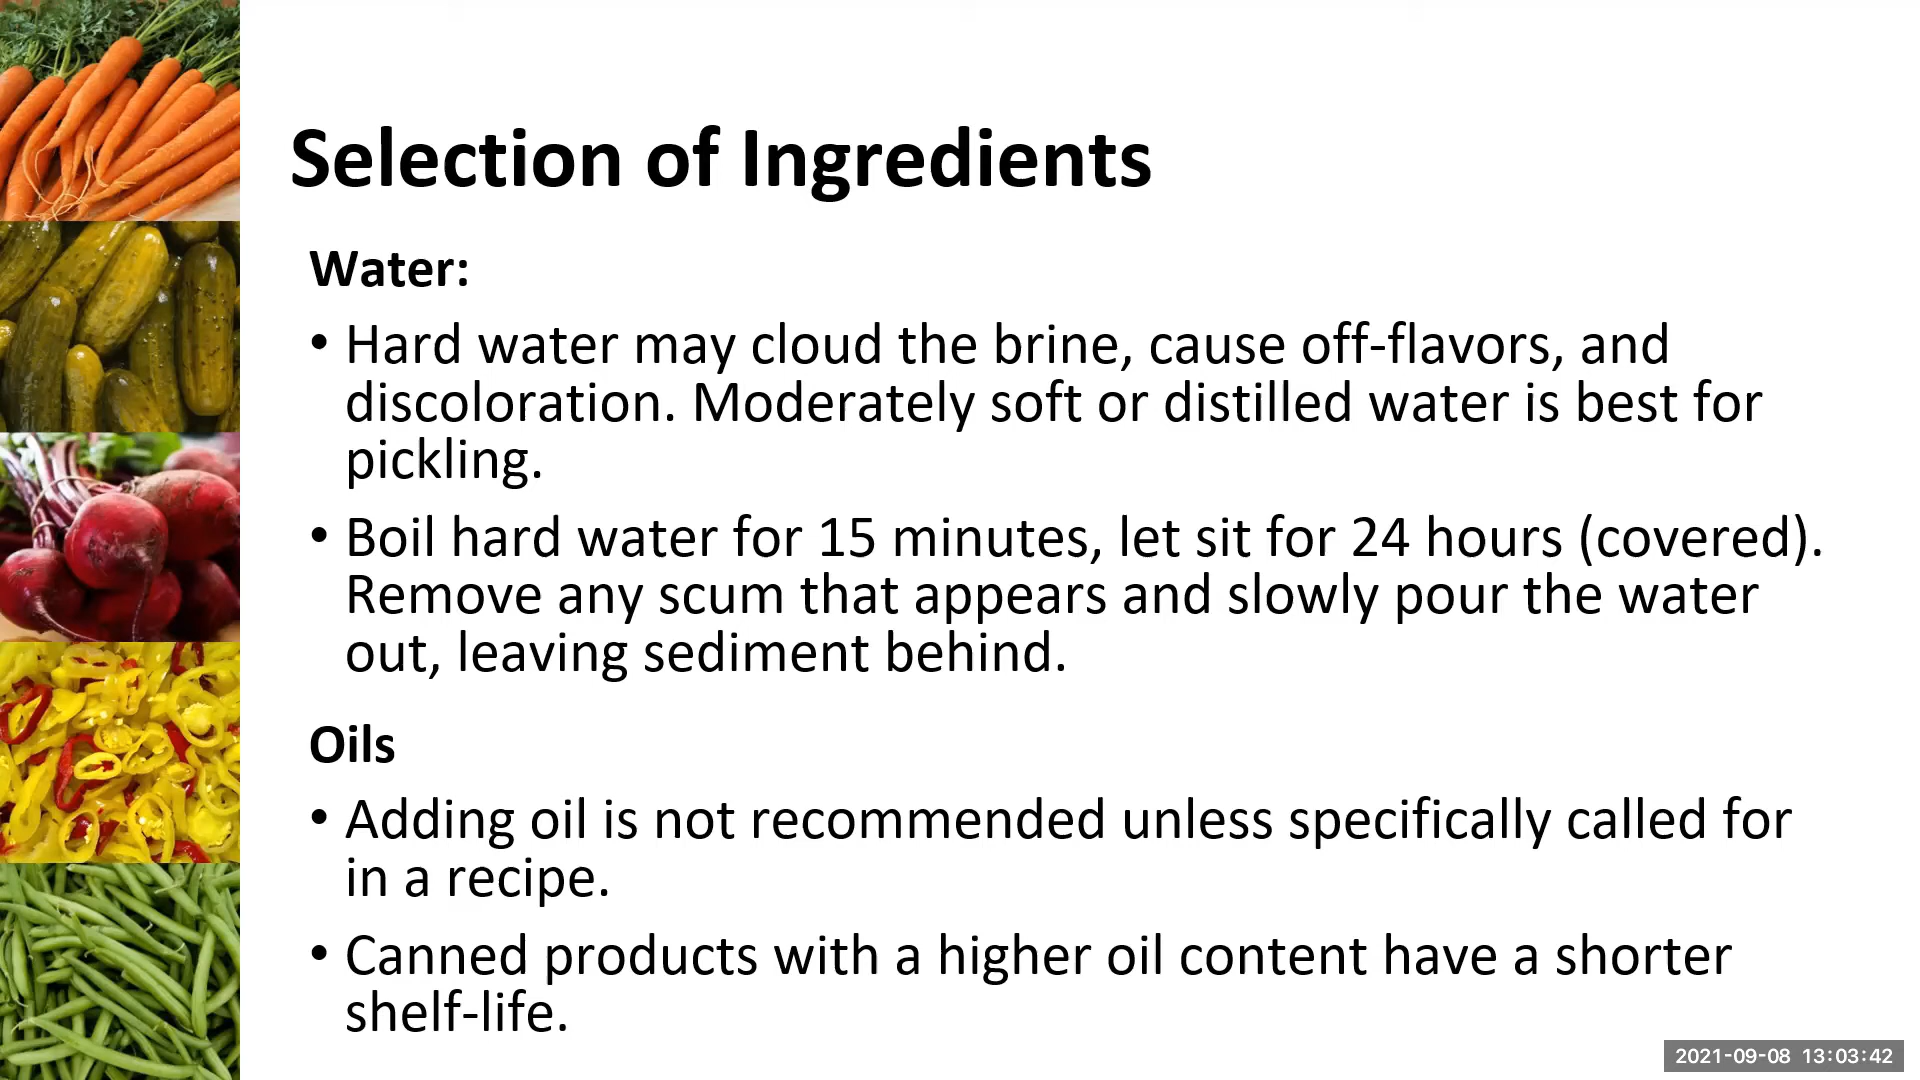 Selection of Ingredients
Water:
• Hard water may cloud the brine, cause off-flavors, and
discoloration. Moderately soft or distilled water is best for
pickling.
• Boil hard water for 15 minutes, let sit for 24 hours (covered).
Remove any scum that appears and slowly pour the water
out, leaving sediment behind.
Oils
• Adding oil is not recommended unless specifically called for
in a recipe.
• Canned products with a higher oil content have a shorter
shelf-life.
2021-09-08 13:03:42